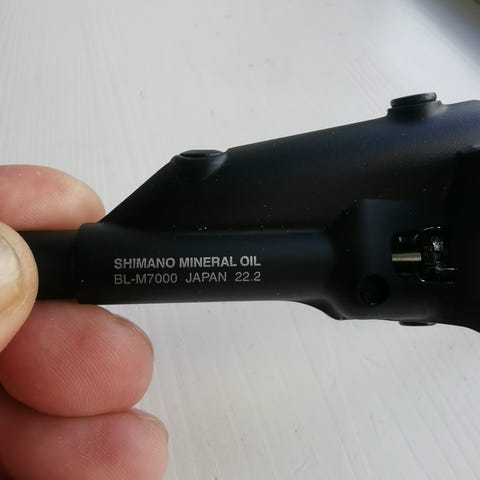 SHIMANO MINERAL OIL
BL-M7000 JAPAN 22.2